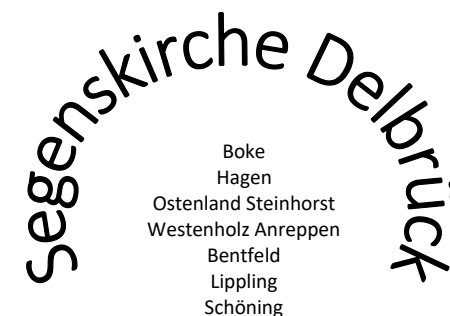 Segenskirche Delbrück
Boke
Hagen
Ostenland Steinhorst
Westenholz Anreppen
Bentfeld
Lippling
Schöning